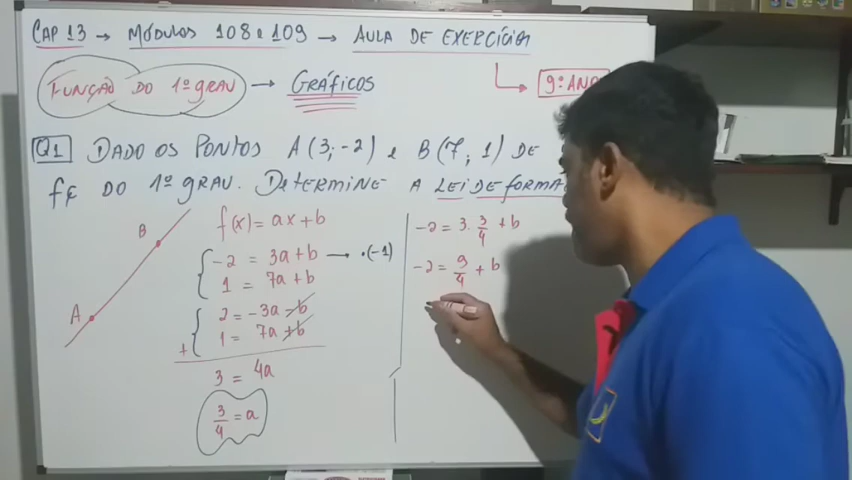 CAP 13 → MÓDULOS 108 e 109 → AULA DE EXERCÍCIOS
FUNÇÃO DO 1º GRAU → GRÁFICOS
9º ANO
Q1 DADO OS PONTOS A(3;-2) e B(7;1) DE
DO 1º GRAU. DETERMINE A LEI DE FORMA
B
A
f(x)= ax+b
-2 = 3a+b → .(-1)
1 = 7a+b
2 = -3a-b
1 = 7a+b
+
3 = 4a
3/4 = a
-2 = 3. 3/4 + b
-2 = 9/4 + b